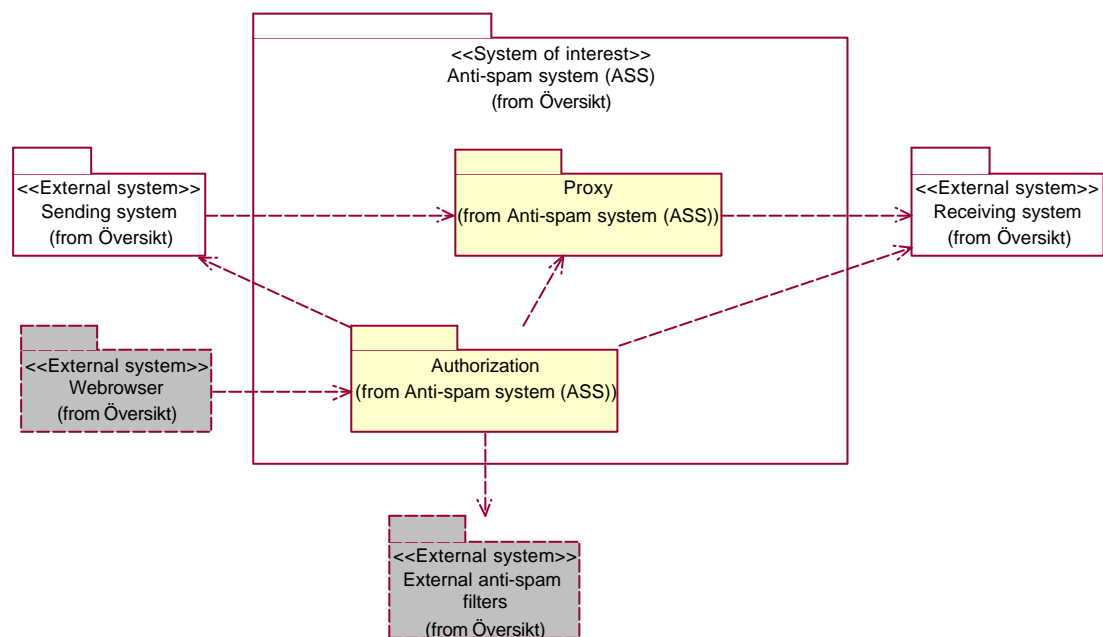 <<System of interest>>
Anti-spam system (ASS)
(from Översikt)
<<External system>>
Sending system
(from Översikt)
Proxy
(from Anti-spam system (ASS))
<<External system>>
Receiving system
(from Översikt)
<<External system>>
Webrowser
(from Översikt)
Authorization
(from Anti-spam system (ASS))
<<External system>>
External anti-spam
filters
(from Översikt)